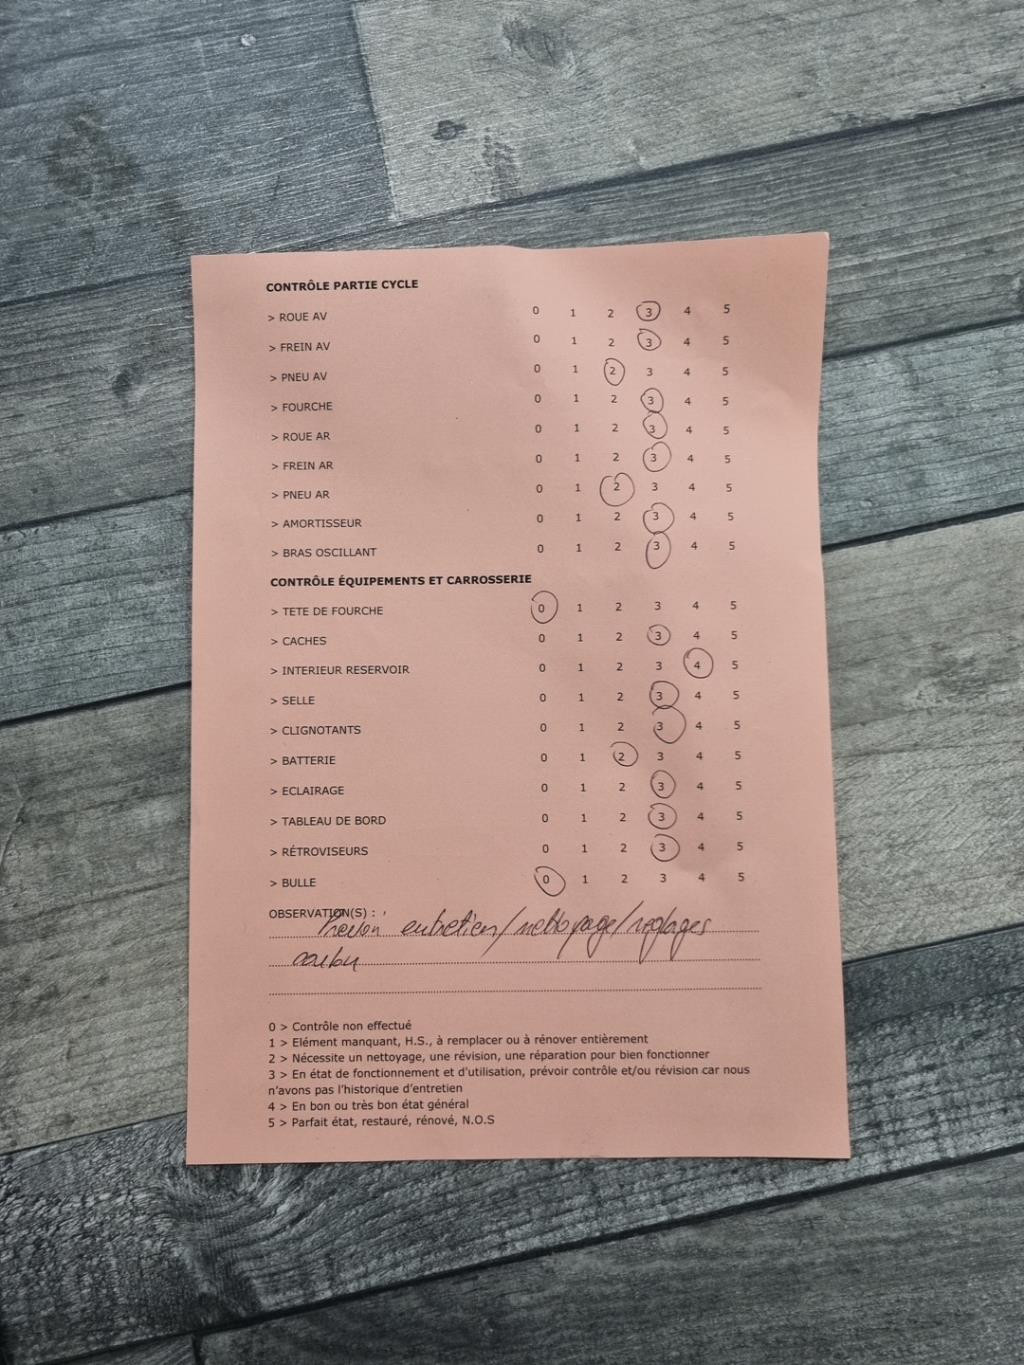 CONTRÔLE PARTIE CYCLE
> ROUE AV 0 1 2 3 4 5
> FREIN AV 0 1 2 3 4 5
> PNEU AV 0 1 2 3 4 5
> FOURCHE 0 1 2 3 4 5
> ROUE AR 0 1 2 3 4 5
> FREIN AR 0 1 2 3 4 5
> PNEU AR 0 1 2 3 4 5
> AMORTISSEUR 0 1 2 3 4 5
> BRAS OSCILLANT 0 1 2 3 4 5
CONTRÔLE ÉQUIPEMENTS ET CARROSSERIE
> TETE DE FOURCHE 0 1 2 3 4 5
> CACHES 0 1 2 3 4 5
> INTERIEUR RESERVOIR 0 1 2 3 4 5
> SELLE 0 1 2 3 4 5
> CLIGNOTANTS 0 1 2 3 4 5
> BATTERIE 0 1 2 3 4 5
> ECLAIRAGE 0 1 2 3 4 5
> TABLEAU DE BORD 0 1 2 3 4 5
> RÉTROVISEURS 0 1 2 3 4 5
> BULLE 0 1 2 3 4 5
OBSERVATION(S) :
entretien/nettoyage/réglages
0 > Contrôle non effectué
1 > Elément manquant, H.S., à remplacer ou à rénover entièrement
2 > Nécessite un nettoyage, une révision, une réparation pour bien fonctionner
3 > En état de fonctionnement et d'utilisation, prévoir contrôle et/ou révision car nous
n'avons pas l'historique d'entretien
4 > En bon ou très bon état général
5 > Parfait état, restauré, rénové, N.O.S